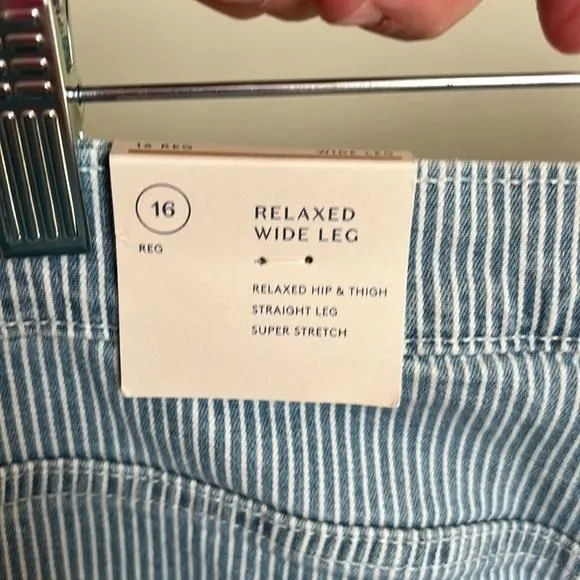 16 REG WIDE LEG
16
REG
RELAXED
WIDE LEG
RELAXED HIP & THIGH
STRAIGHT LEG
SUPER STRETCH